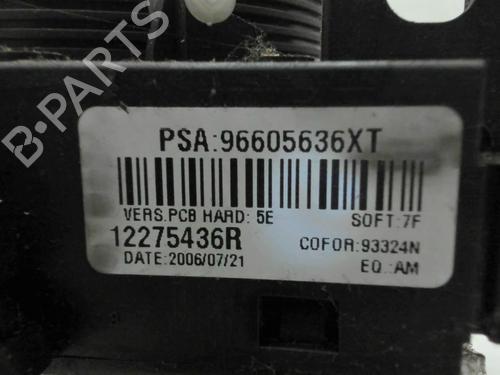 PSA:96605636XT
VERS.PCB HARD: 5E SOFT:7F
12275436R COFOR:93324N
DATE:2006/07/21 EQ.:AM
B-PARTS